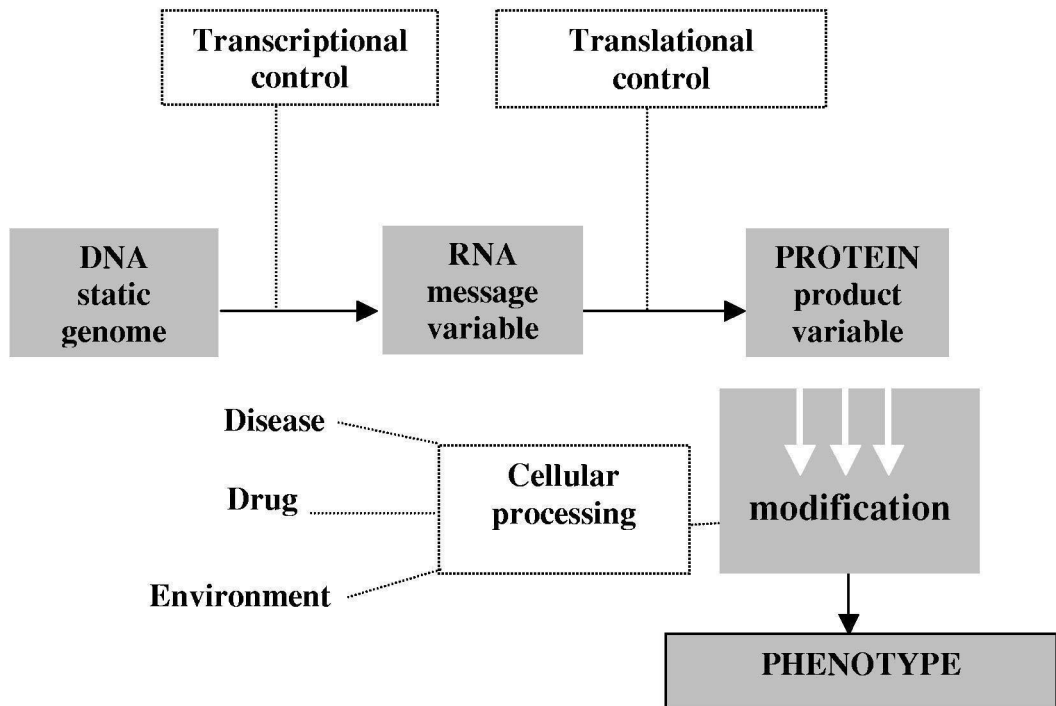 Transcriptional
control
Translational
control
DNA
static
genome
RNA
message
variable
PROTEIN
product
variable
Disease
Drug
Environment
Cellular
processing
modification
PHENOTYPE